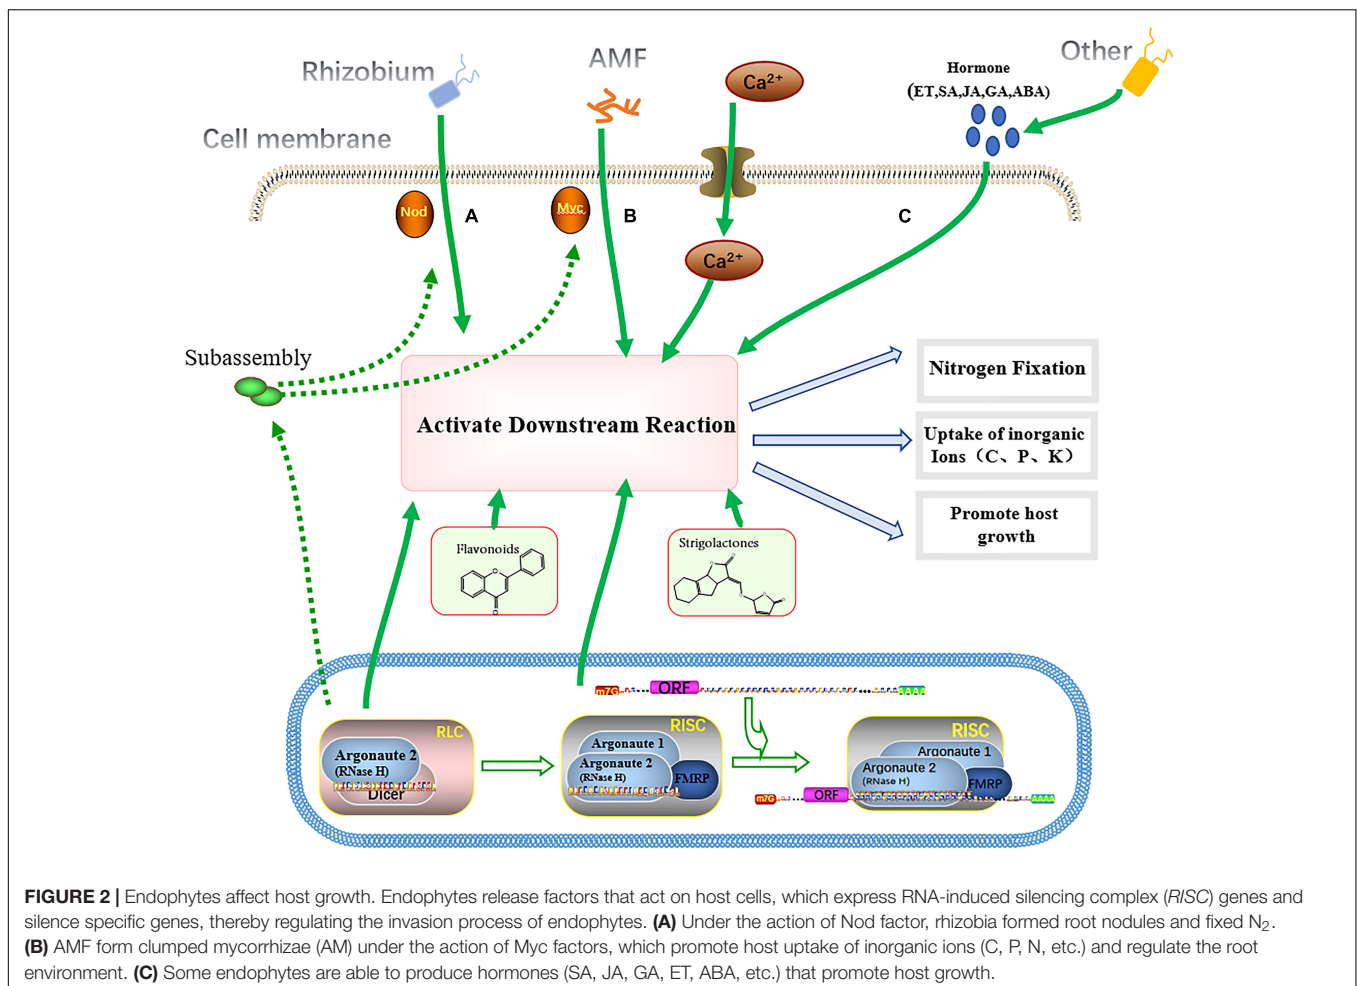 Rhizobium
AMF
Ca2+
Hormone
(ET,SA,JA,GA,ABA)
Other
Cell membrane
Nod
A
Myc
B
C
Ca2+
Subassembly
Activate Downstream Reaction
Nitrogen Fixation
Uptake of inorganic
Ions（C、P、K）
Promote host
growth
Flavonoids
O
O
Strigolactones
O
O
O
O
O
m7G
ORF
AAAA
RLC
Argonaute 2
(RNase H)
Dicer
RISC
Argonaute 1
Argonaute 2
(RNase H)
FMRP
RISC
Argonaute 1
Argonaute 2
(RNase H)
FMRP
m7G
ORF
AAAA
FIGURE 2 | Endophytes affect host growth. Endophytes release factors that act on host cells, which express RNA-induced silencing complex (RISC) genes and
silence specific genes, thereby regulating the invasion process of endophytes. (A) Under the action of Nod factor, rhizobia formed root nodules and fixed N2.
(B) AMF form clumped mycorrhizae (AM) under the action of Myc factors, which promote host uptake of inorganic ions (C, P, N, etc.) and regulate the root
environment. (C) Some endophytes are able to produce hormones (SA, JA, GA, ET, ABA, etc.) that promote host growth.